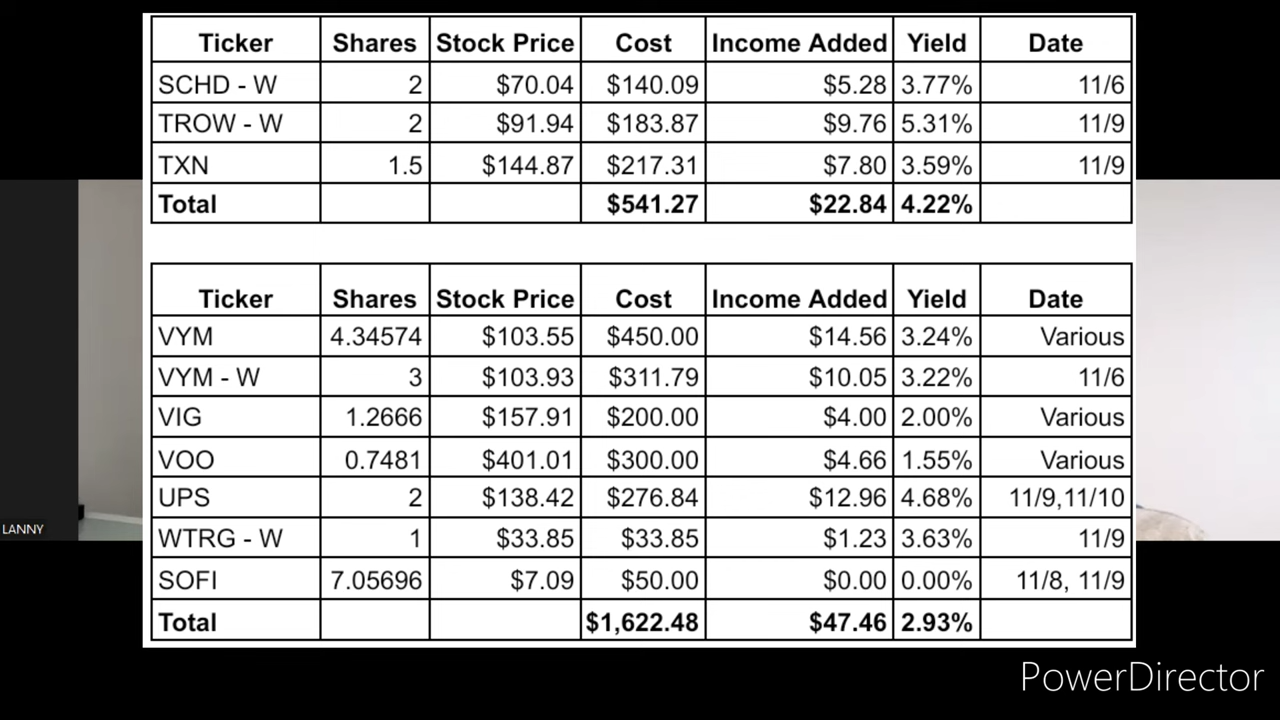 Ticker Shares Stock Price Cost Income Added Yield Date
SCHD - W 2 $70.04 $140.09 $5.28 3.77% 11/6
TROW - W 2 $91.94 $183.87 $9.76 5.31% 11/9
TXN 1.5 $144.87 $217.31 $7.80 3.59% 11/9
Total $541.27 $22.84 4.22%
Ticker Shares Stock Price Cost Income Added Yield Date
VYM 4.34574 $103.55 $450.00 $14.56 3.24% Various
VYM - W 3 $103.93 $311.79 $10.05 3.22% 11/6
VIG 1.2666 $157.91 $200.00 $4.00 2.00% Various
VOO 0.7481 $401.01 $300.00 $4.66 1.55% Various
UPS 2 $138.42 $276.84 $12.96 4.68% 11/9,11/10
WTRG - W 1 $33.85 $33.85 $1.23 3.63% 11/9
SOFI 7.05696 $7.09 $50.00 $0.00 0.00% 11/8, 11/9
Total $1,622.48 $47.46 2.93%
LANNY
PowerDirector